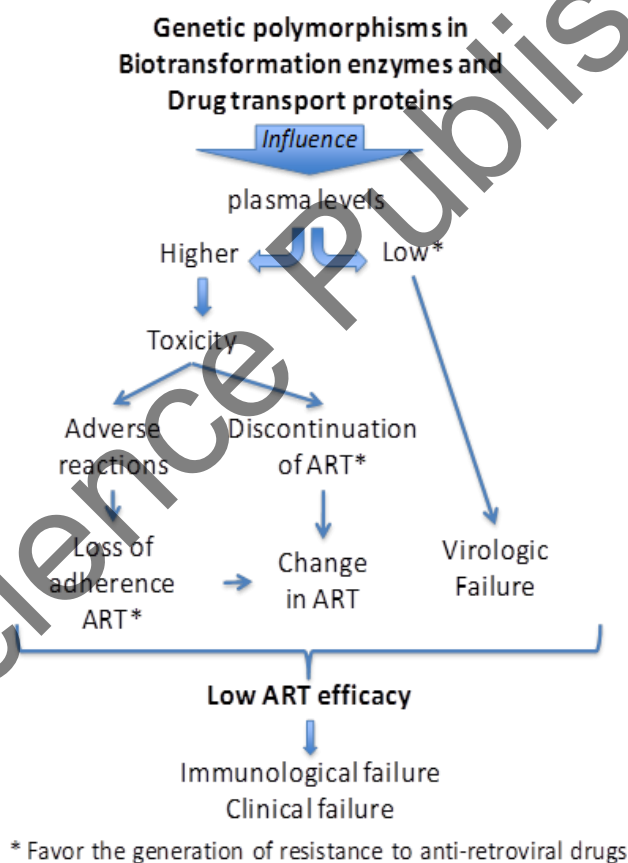 Genetic polymorphisms in
Biotransformation enzymes and
Drug transport proteins
Influence
plasma levels
Higher
Low*
Toxicity
Adverse
reactions
Discontinuation
of ART*
Loss of
adherence
ART*
Change
in ART
Virologic
Failure
Low ART efficacy
Immunological failure
Clinical failure
* Favor the generation of resistance to anti-retroviral drugs